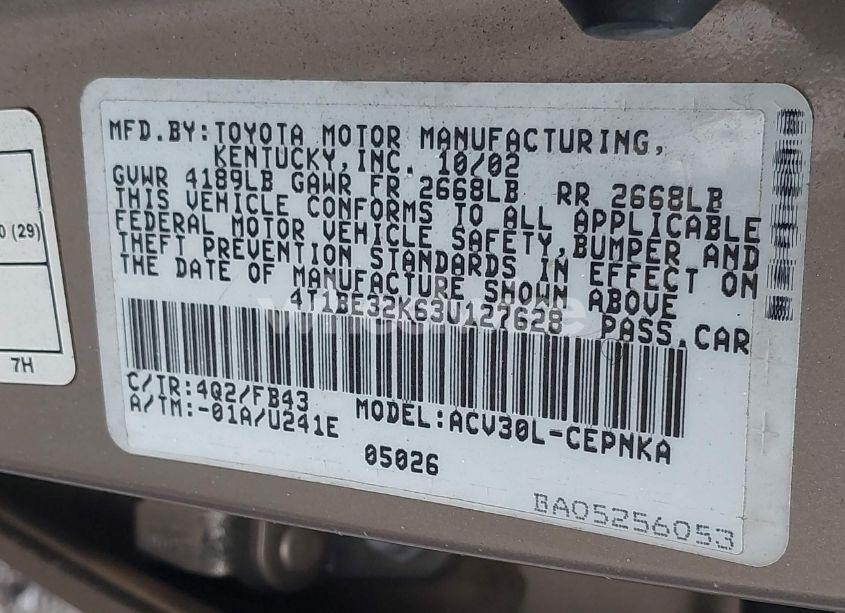 MFD.BY:TOYOTA MOTOR MANUFACTURING,
KENTUCKY,INC. 10/02
GVWR 4189LB GAWR FR 2668LB RR 2668LB
THIS VEHICLE CONFORMS TO ALL APPLICABLE
FEDERAL MOTOR VEHICLE SAFETY,BUMPER AND
THEFT PREVENTION STANDARDS IN EFFECT ON
THE DATE OF MANUFACTURE SHOWN ABOVE
4T1BE32K63U127628 PASS.CAR
C/TR:4Q2/FB43
A/TM:-01A/U241E MODEL:ACV30L-CEPNKA
05026
BA05256053
0 (29)
7H